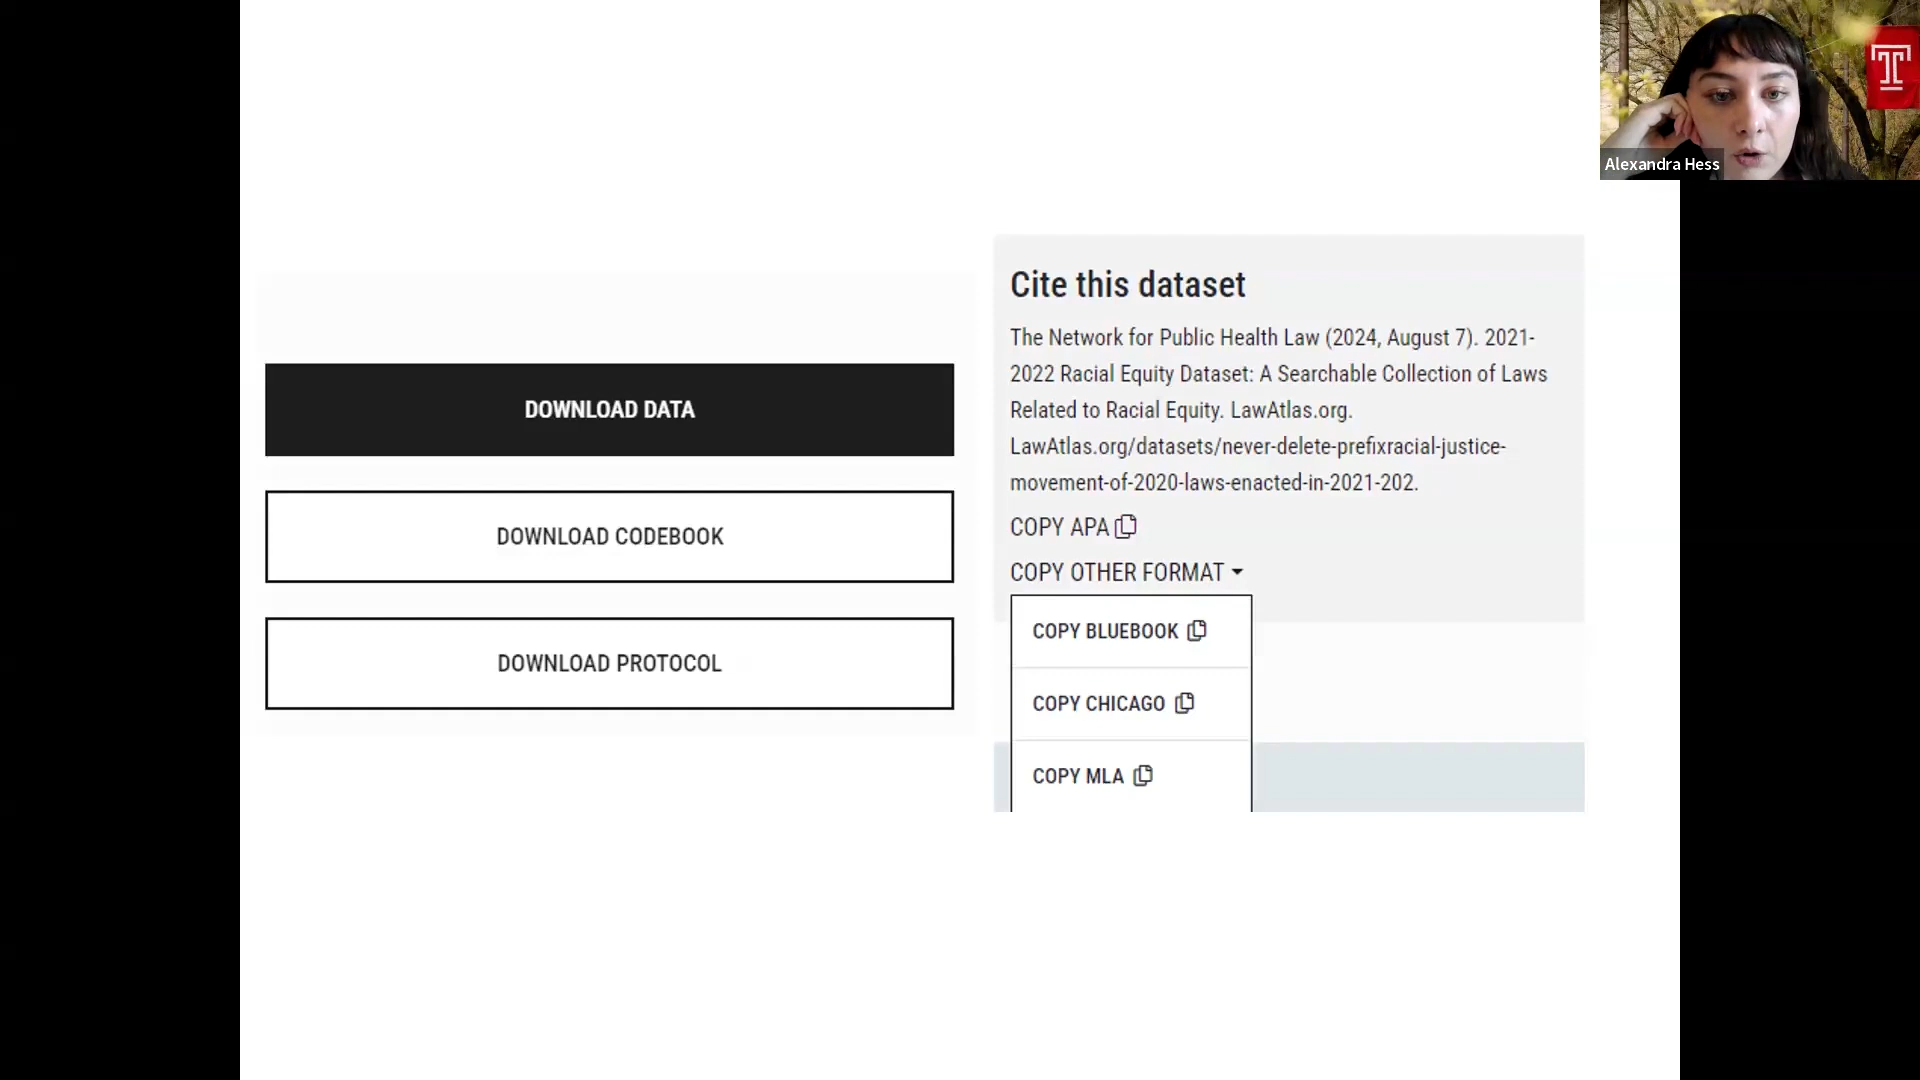 Alexandra Hess
DOWNLOAD DATA
DOWNLOAD CODEBOOK
DOWNLOAD PROTOCOL
Cite this dataset
The Network for Public Health Law (2024, August 7). 2021-
2022 Racial Equity Dataset: A Searchable Collection of Laws
Related to Racial Equity. LawAtlas.org.
LawAtlas.org/datasets/never-delete-prefixracial-justice-
movement-of-2020-laws-enacted-in-2021-202.
COPY APA
COPY OTHER FORMAT
COPY BLUEBOOK
COPY CHICAGO
COPY MLA